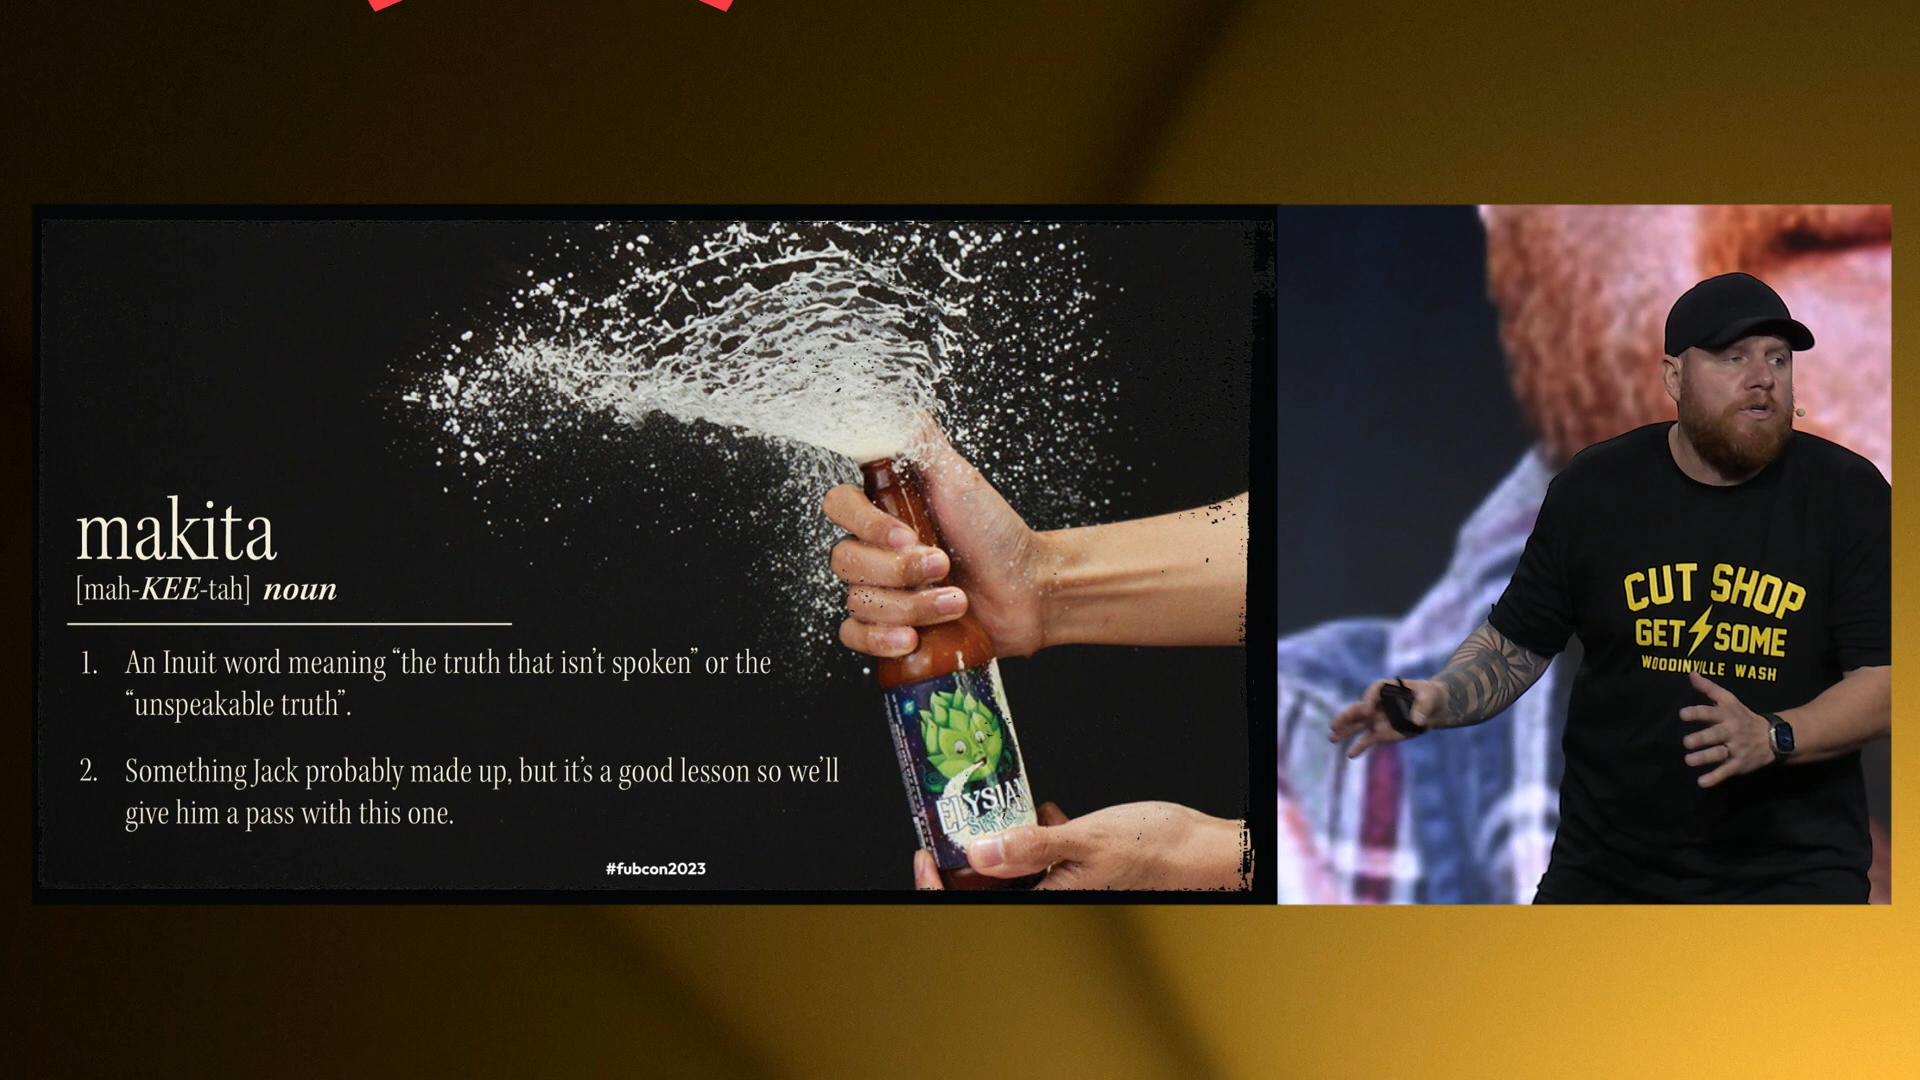 makita
[mah-KEE-tah] noun
1. An Inuit word meaning “the truth that isn’t spoken” or the
“unspeakable truth”.
2. Something Jack probably made up, but it’s a good lesson so we’ll
give him a pass with this one.
#fubcon2023
ELYSIAN
CUT SHOP
GET SOME
WOODINVILLE WASH